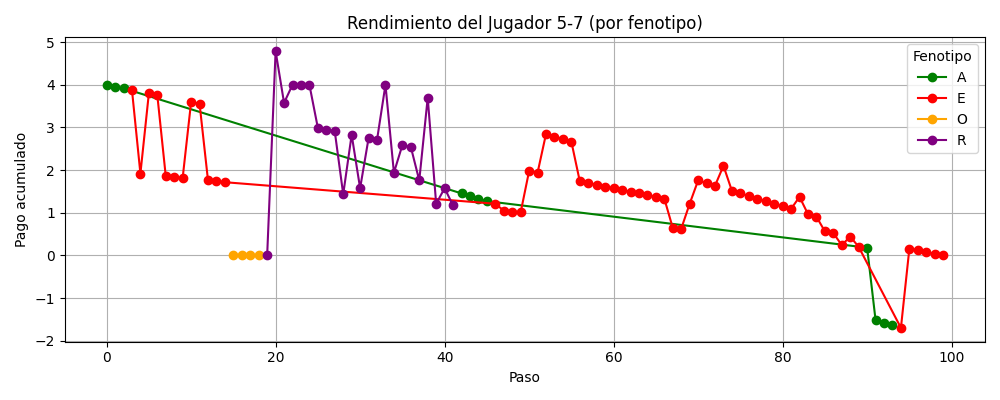 Rendimiento del Jugador 5-7 (por fenotipo)
Pago acumulado
5
4
3
2
1
0
−1
−2
Fenotipo
A
E
O
R
0 20 40 60 80 100
Paso